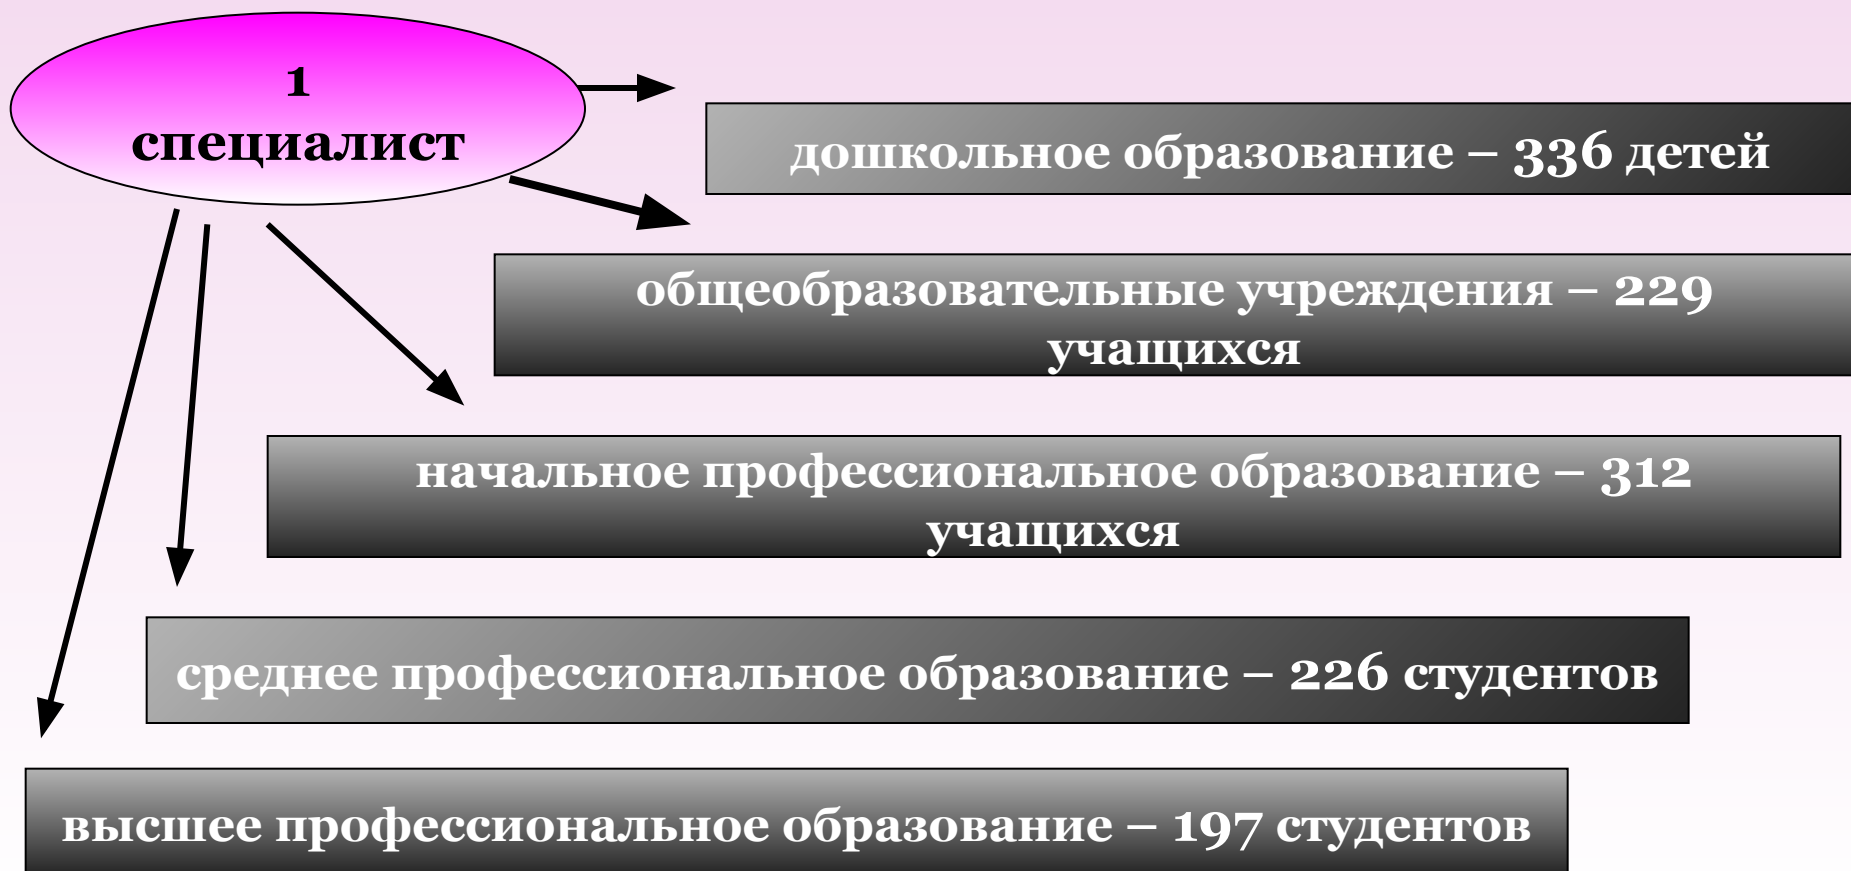 1
специалист
дошкольное образование – 336 детей
общеобразовательные учреждения – 229
учащихся
начальное профессиональное образование – 312
учащихся
среднее профессиональное образование – 226 студентов
высшее профессиональное образование – 197 студентов